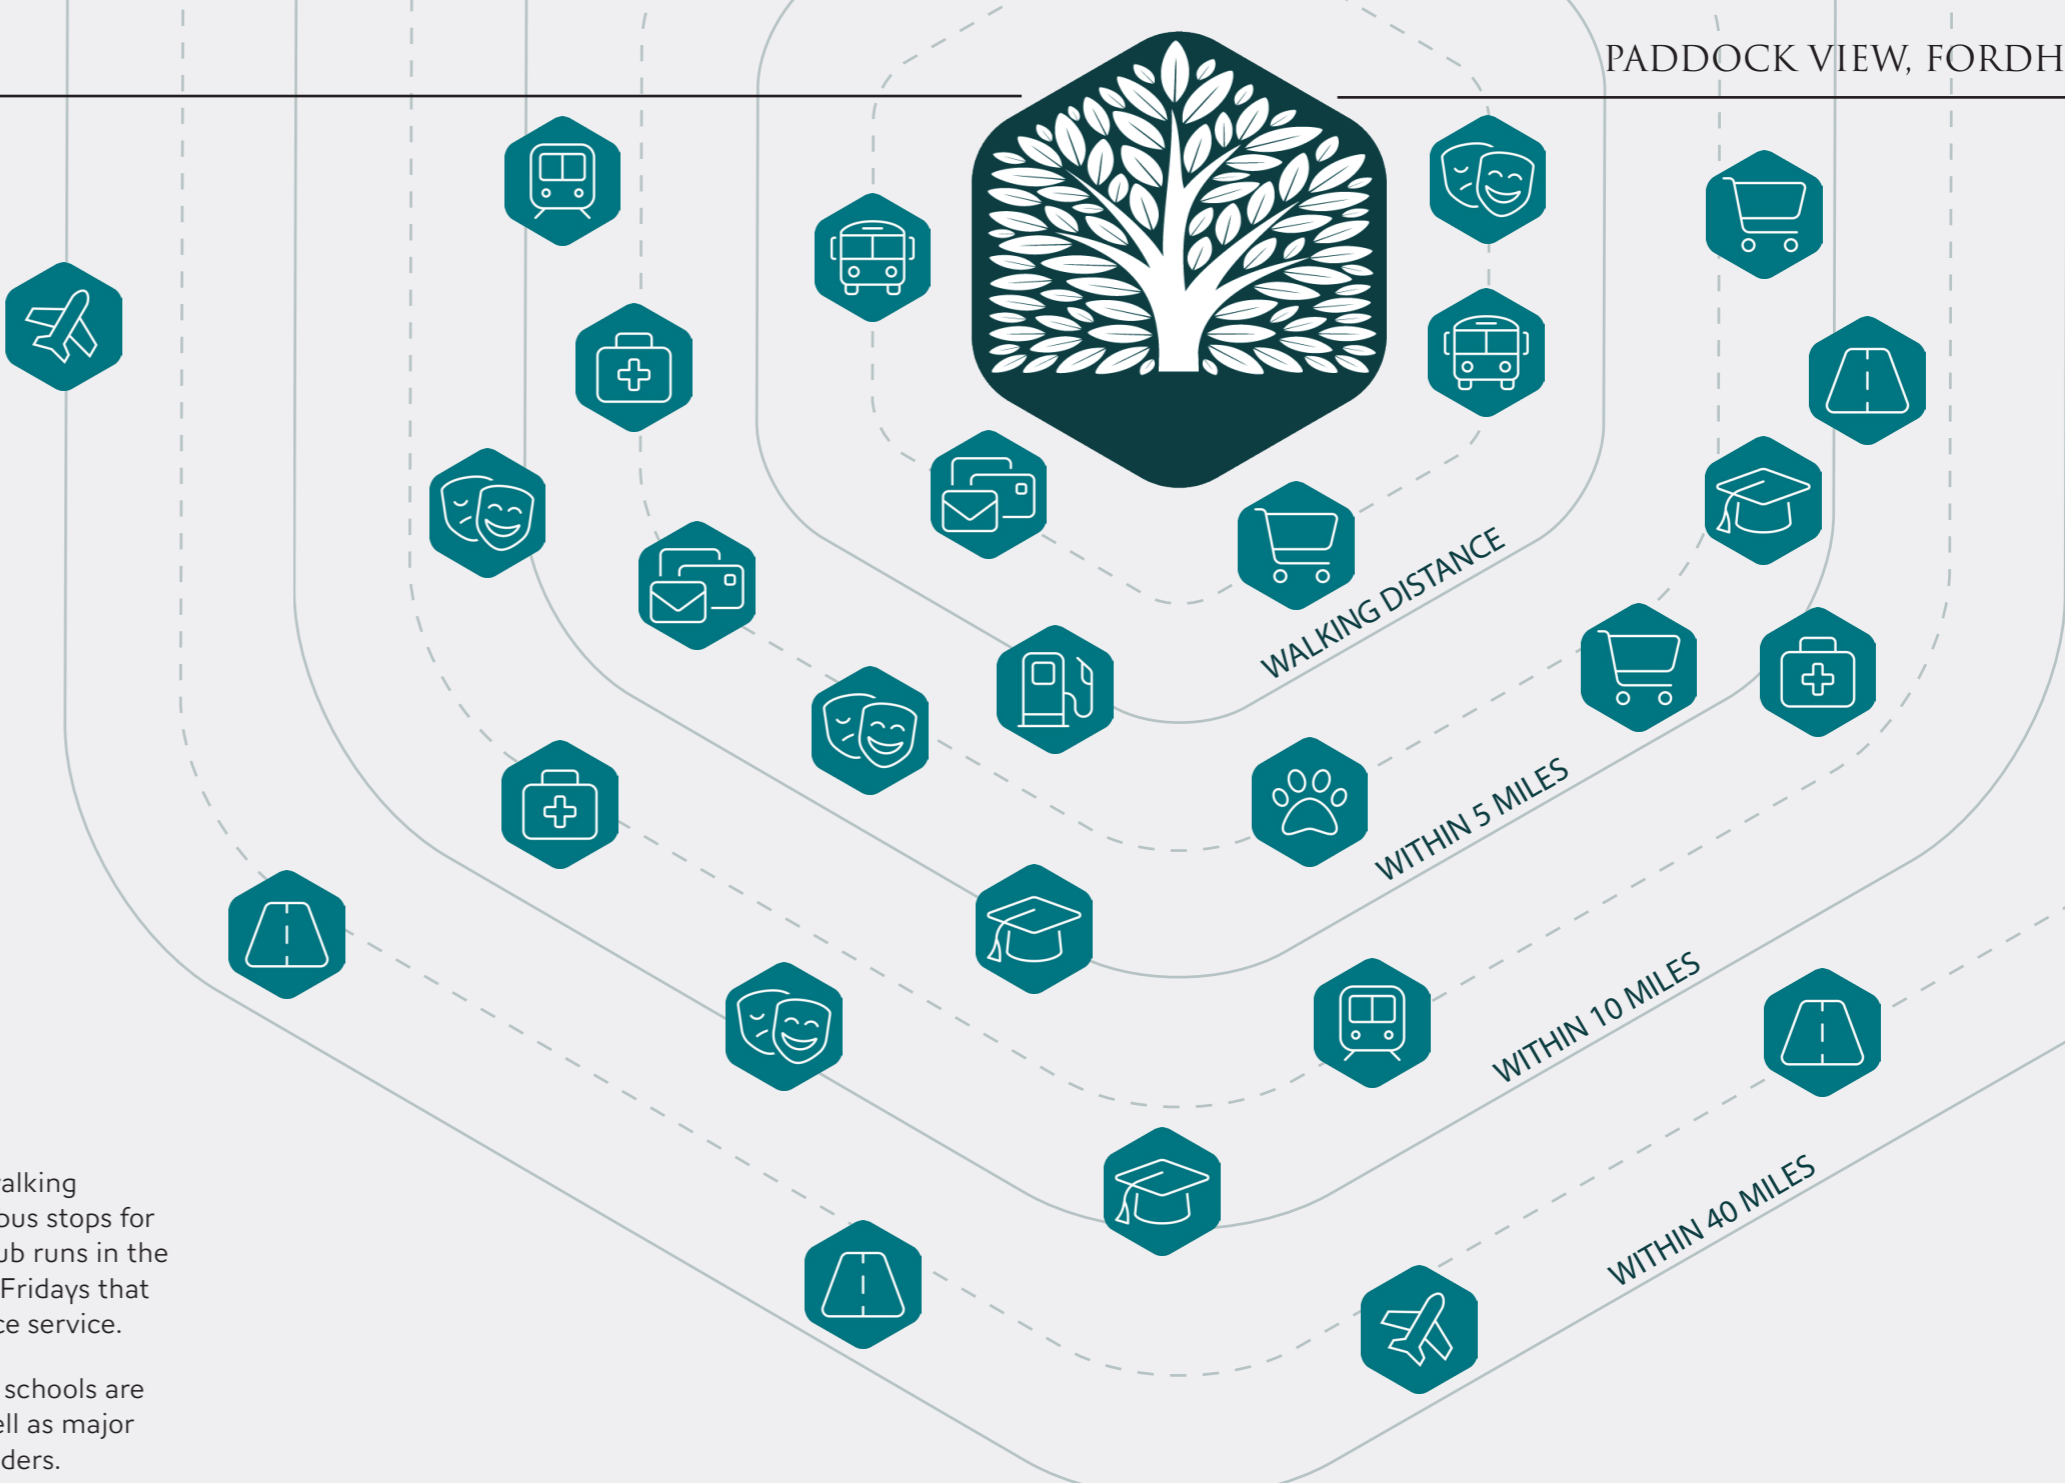 PADDOCK VIEW, FORDH
WALKING DISTANCE
WITHIN 5 MILES
WITHIN 10 MILES
WITHIN 40 MILES
alking
ous stops for
ub runs in the
Fridays that
ce service.
schools are
ell as major
ders.